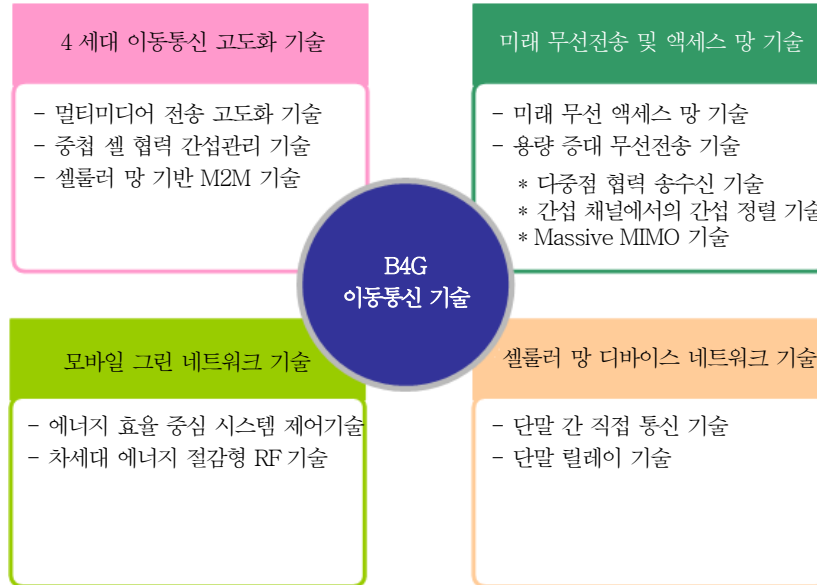 4 세대 이동통신 고도화 기술
- 멀티미디어 전송 고도화 기술
- 중첩 셀 협력 간섭관리 기술
- 셀룰러 망 기반 M2M 기술
미래 무선전송 및 액세스 망 기술
- 미래 무선 액세스 망 기술
- 용량 증대 무선전송 기술
* 다중점 협력 송수신 기술
* 간섭 채널에서의 간섭 정렬 기술
* Massive MIMO 기술
B4G
이동통신 기술
모바일 그린 네트워크 기술
- 에너지 효율 중심 시스템 제어기술
- 차세대 에너지 절감형 RF 기술
셀룰러 망 디바이스 네트워크 기술
- 단말 간 직접 통신 기술
- 단말 릴레이 기술